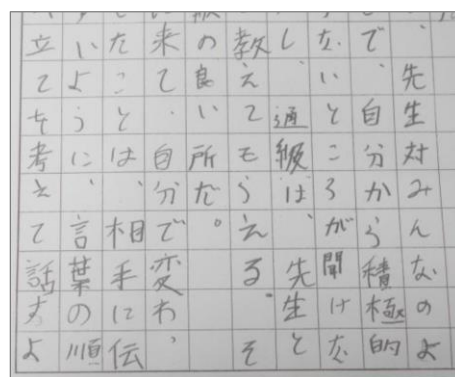 、先生対みんなのよ
で、自分から積極的
ないところが聞けな
し、通級は、先生と
教えてもらえる。そ
の良い所だ。
来て、自分で変わ、
たことは、相手に伝
いように、言葉の順
立てを考えて話すよ